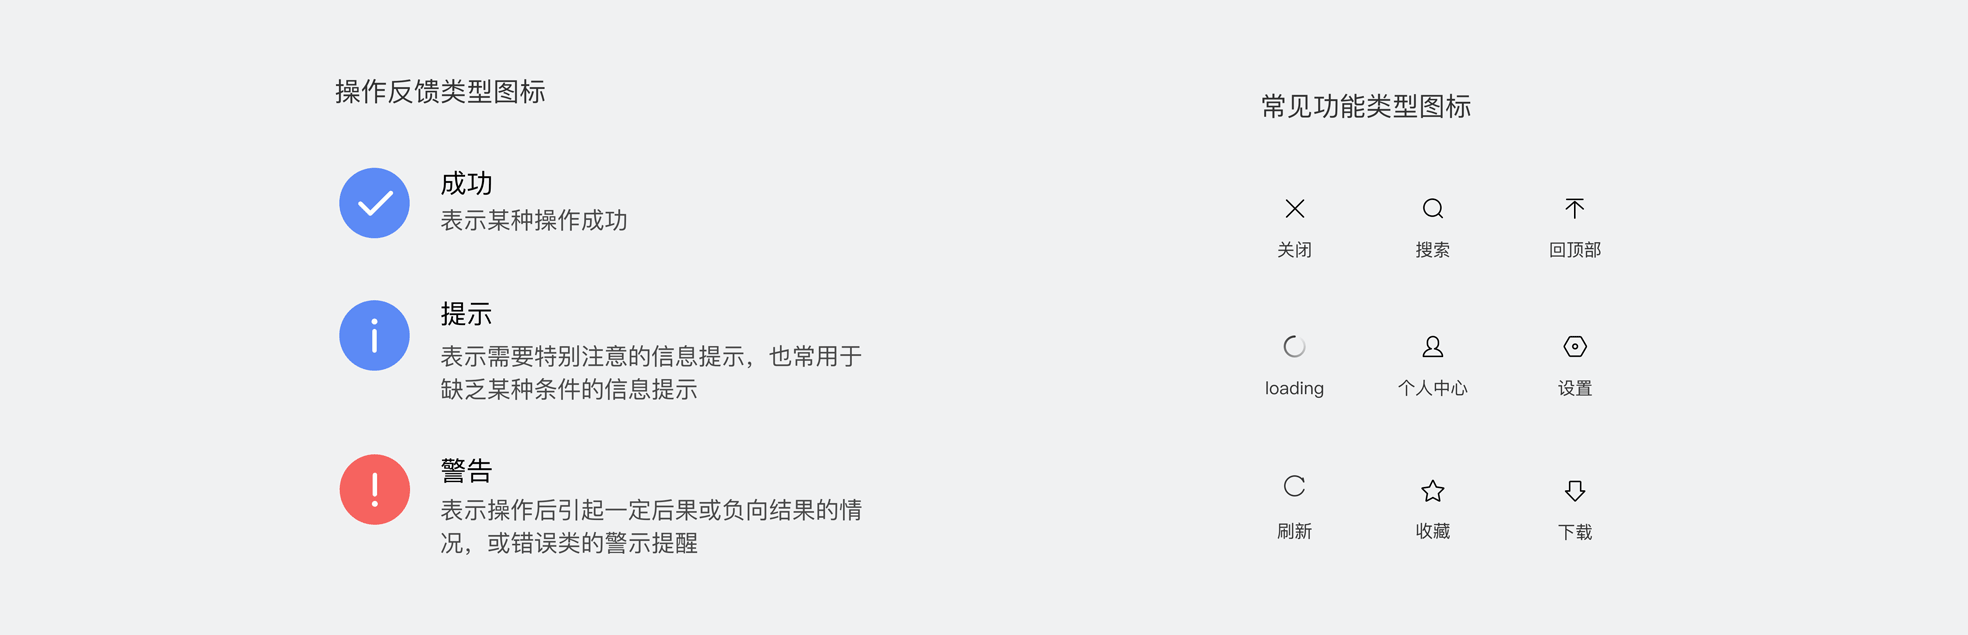 操作反馈类型图标
成功
表示某种操作成功
提示
表示需要特别注意的信息提示，也常用于
缺乏某种条件的信息提示
警告
表示操作后引起一定后果或负向结果的情
况，或错误类的警示提醒
常见功能类型图标
关闭 搜索 回顶部
loading 个人中心 设置
刷新 收藏 下载